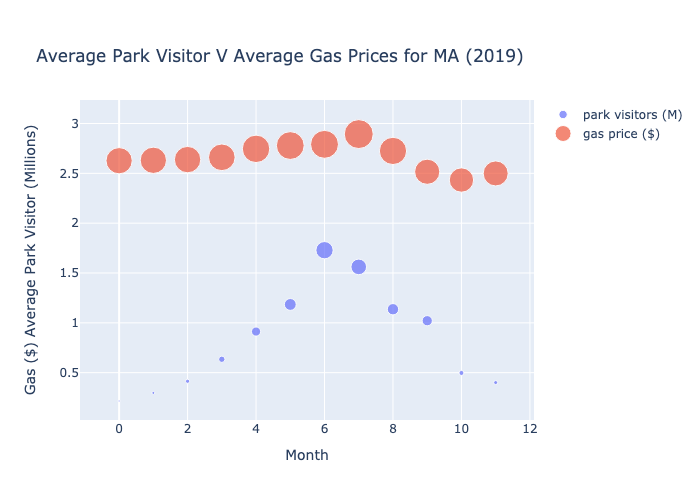 Average Park Visitor V Average Gas Prices for MA (2019)
park visitors (M)
gas price ($)
Gas ($) Average Park Visitor (Millions)
3
2.5
2
1.5
1
0.5
0 2 4 6 8 10 12
Month